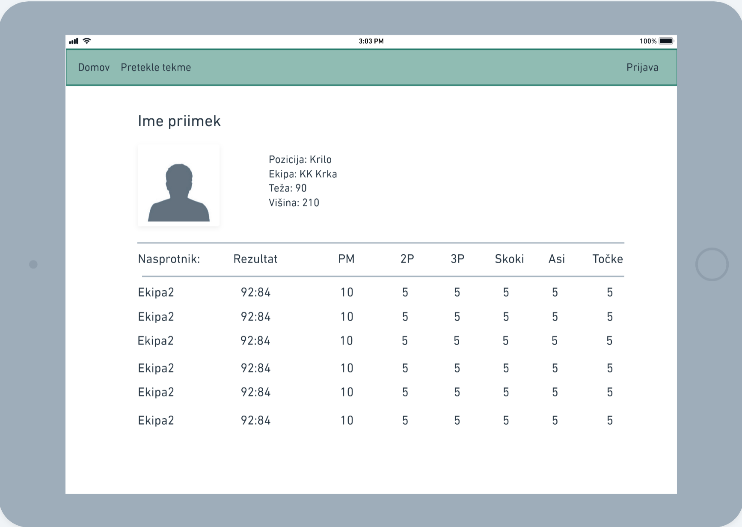 3:03 PM 100%
Domov Pretekle tekme Prijava
Ime priimek
Pozicija: Krilo
Ekipa: KK Krka
Teža: 90
Višina: 210
Nasprotnik: Rezultat PM 2P 3P Skoki Asi Točke
Ekipa2 92:84 10 5 5 5 5 5
Ekipa2 92:84 10 5 5 5 5 5
Ekipa2 92:84 10 5 5 5 5 5
Ekipa2 92:84 10 5 5 5 5 5
Ekipa2 92:84 10 5 5 5 5 5
Ekipa2 92:84 10 5 5 5 5 5